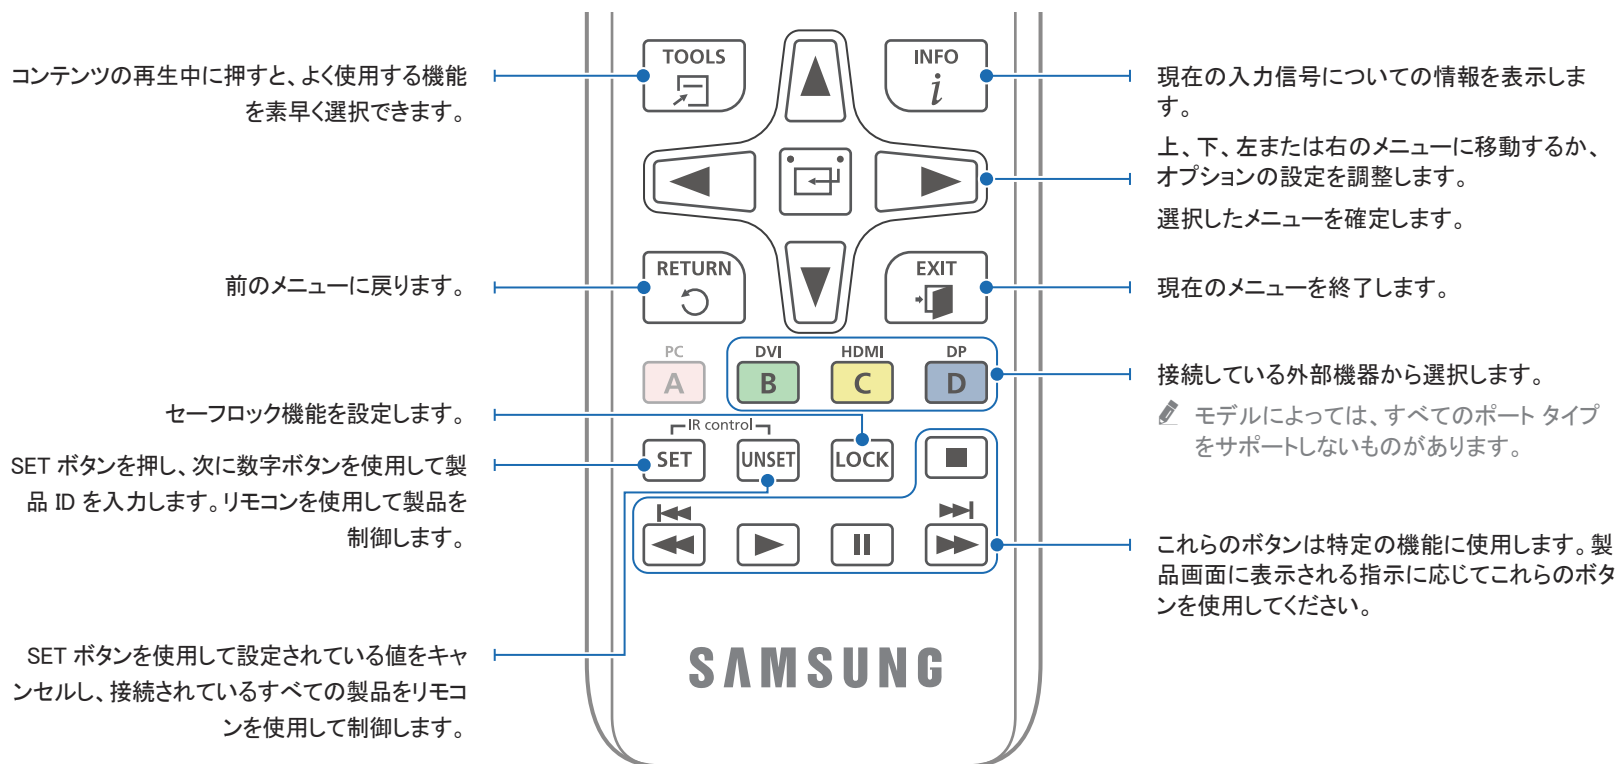 コンテンツの再生中に押すと、よく使用する機能
を素早く選択できます。
前のメニューに戻ります。
セーフロック機能を設定します。
SET ボタンを押し、次に数字ボタンを使用して製
品 ID を入力します。リモコンを使用して製品を
制御します。
SET ボタンを使用して設定されている値をキャ
ンセルし、接続されているすべての製品をリモコ
ンを使用して制御します。
TOOLS
INFO
i
RETURN
EXIT
PC
DVI
HDMI
DP
A
B
C
D
IR control
SET
UNSET
LOCK
SAMSUNG
現在の入力信号についての情報を表示しま
す。
上、下、左または右のメニューに移動するか、
オプションの設定を調整します。
選択したメニューを確定します。
現在のメニューを終了します。
接続している外部機器から選択します。
モデルによっては、すべてのポート タイプ
をサポートしないものがあります。
これらのボタンは特定の機能に使用します。製
品画面に表示される指示に応じてこれらのボタ
ンを使用してください。